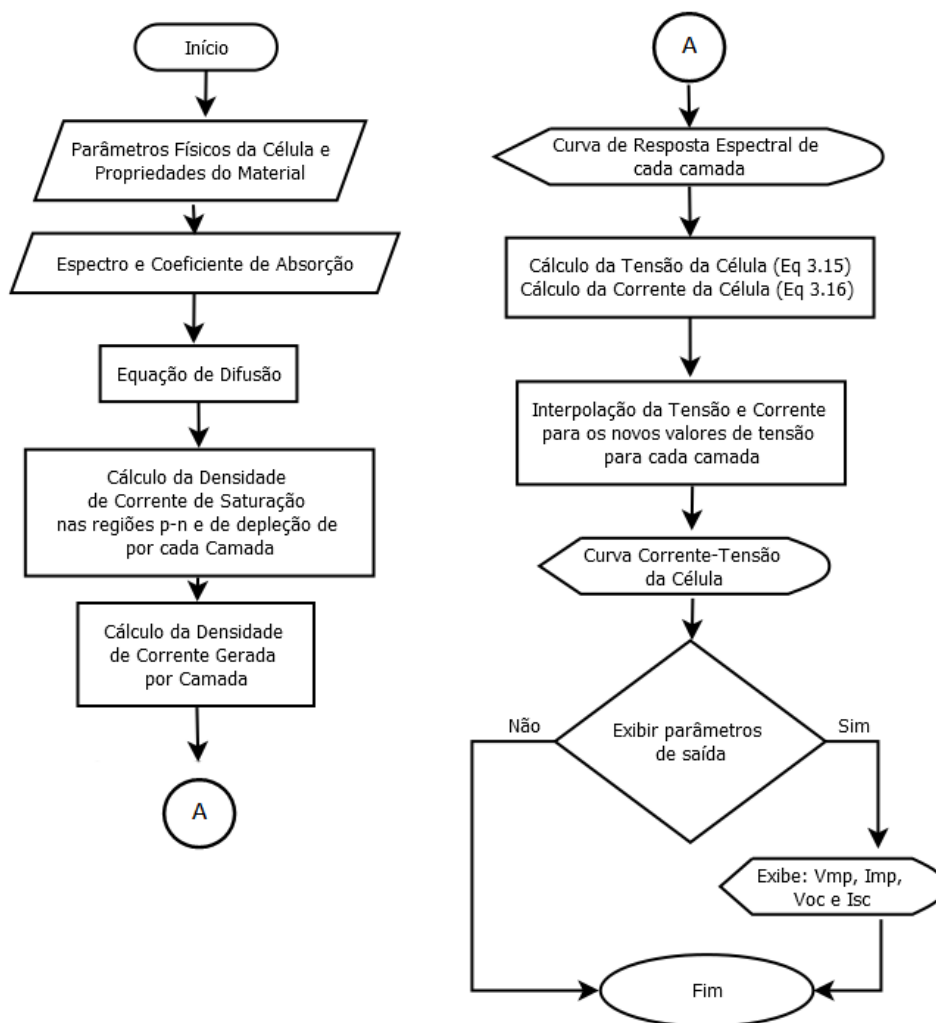 Início
Parâmetros Físicos da Célula e
Propriedades do Material
Espectro e Coeficiente de Absorção
Equação de Difusão
Cálculo da Densidade
de Corrente de Saturação
nas regiões p-n e de depleção de
por cada Camada
Cálculo da Densidade
de Corrente Gerada
por Camada
A
A
Curva de Resposta Espectral de
cada camada
Cálculo da Tensão da Célula (Eq 3.15)
Cálculo da Corrente da Célula (Eq 3.16)
Interpolação da Tensão e Corrente
para os novos valores de tensão
para cada camada
Curva Corrente-Tensão
da Célula
Exibir parâmetros
de saída
Não
Sim
Exibe: Vmp, Imp,
Voc e Isc
Fim